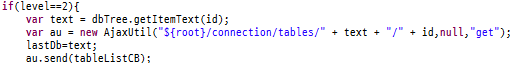 if(level==2){
    var text = dbTree.getItemText(id);
    var au = new AjaxUtil("${root}/connection/tables/" + text + "/" + id,null,"get");
    lastDb=text;
    au.send(tableListCB);